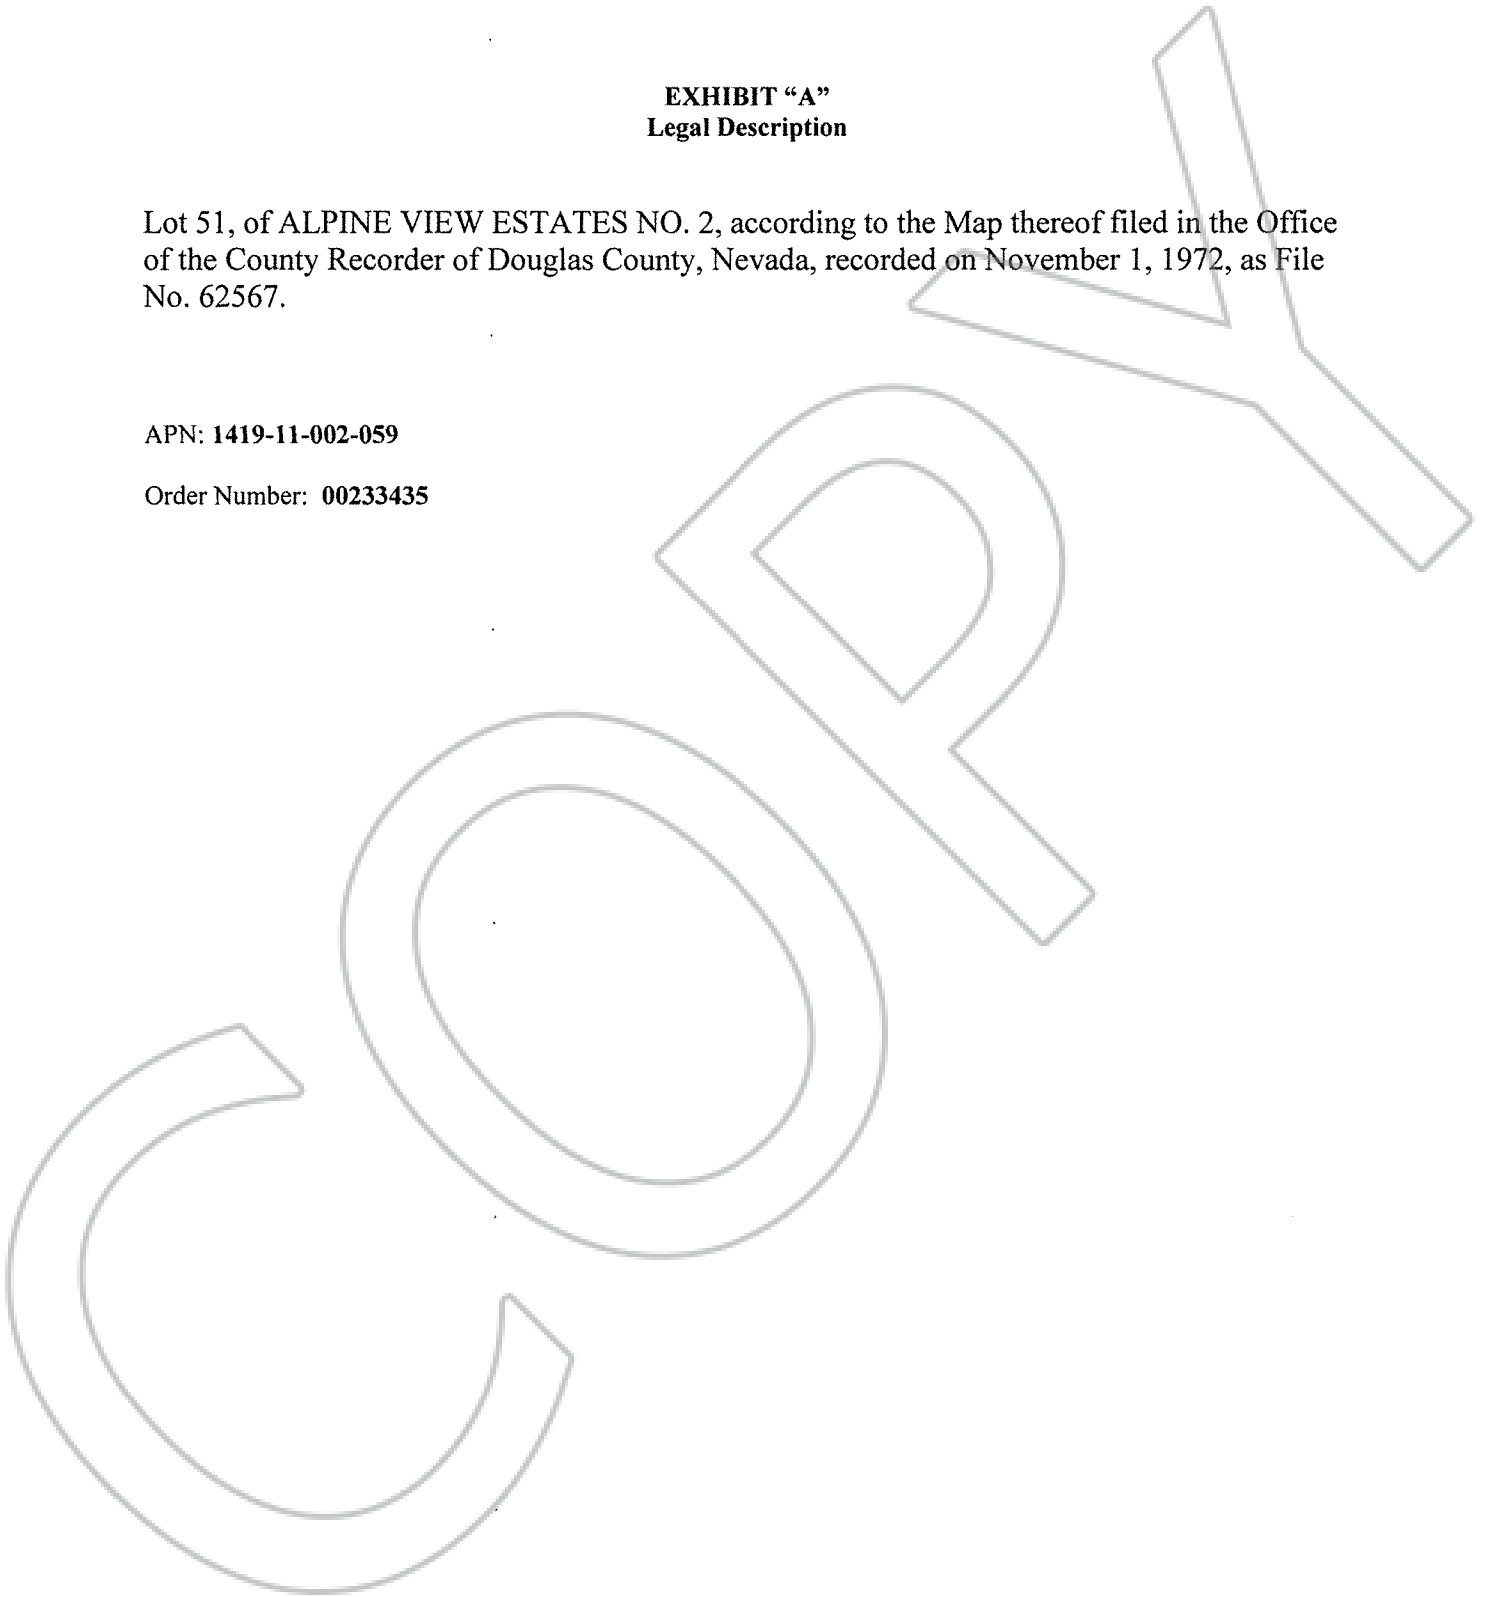 EXHIBIT “A”
Legal Description
Lot 51, of ALPINE VIEW ESTATES NO. 2, according to the Map thereof filed in the Office
of the County Recorder of Douglas County, Nevada, recorded on November 1, 1972, as File
No. 62567.
APN: 1419-11-002-059
Order Number: 00233435
COPY